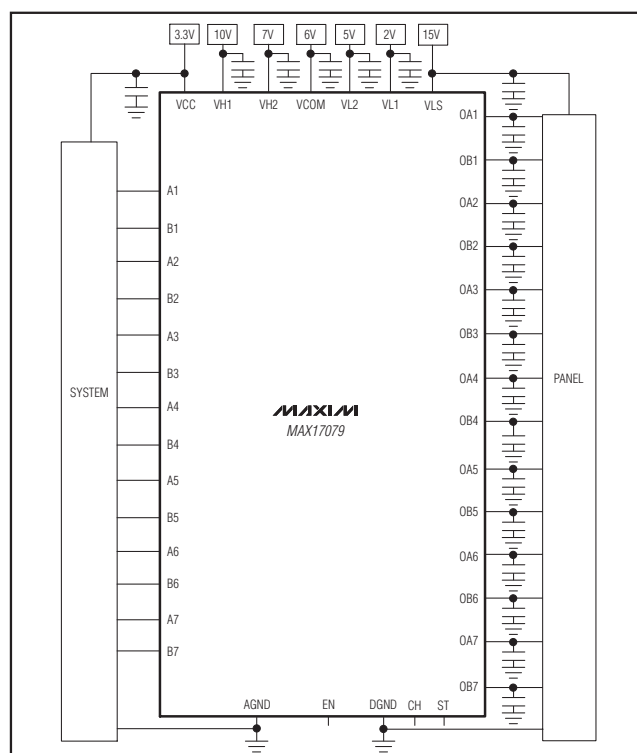 3.3V 10V 7V 6V 5V 2V 15V
VCC VH1 VH2 VCOM VL2 VL1 VLS
OA1
OB1
A1
OA2
B1
OB2
A2
OA3
B2
OB3
A3
B3
OA4
SYSTEM
PANEL
A4
MAXIM
OB4
MAX17079
B4
OA5
A5
OB5
B5
A6
OA6
B6
OB6
A7
OA7
B7
OB7
AGND EN DGND CH ST